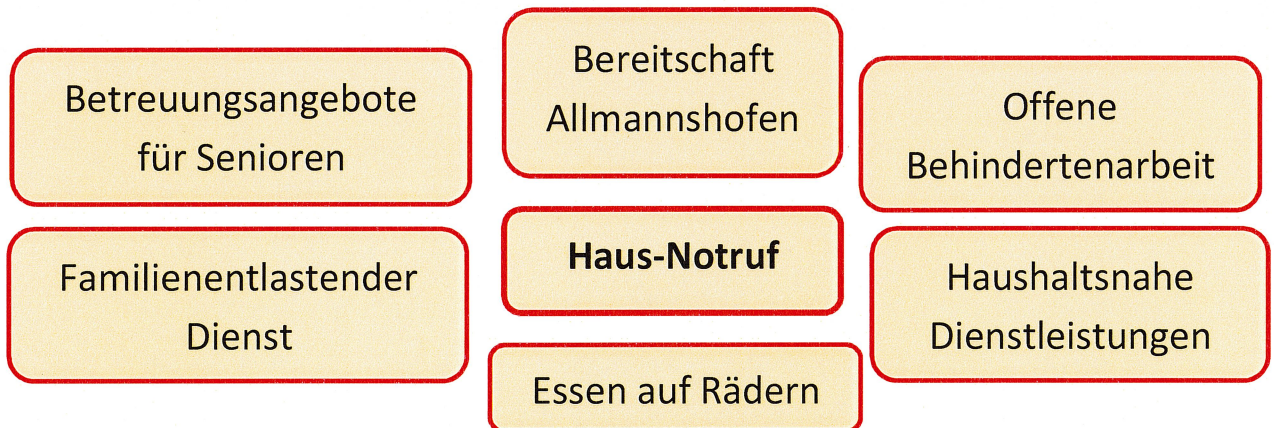 Betreuungsangebote
für Senioren
Bereitschaft
Allmannshofen
Offene
Behindertenarbeit
Familienentlastender
Dienst
Haus-Notruf
Haushaltsnahe
Dienstleistungen
Essen auf Rädern